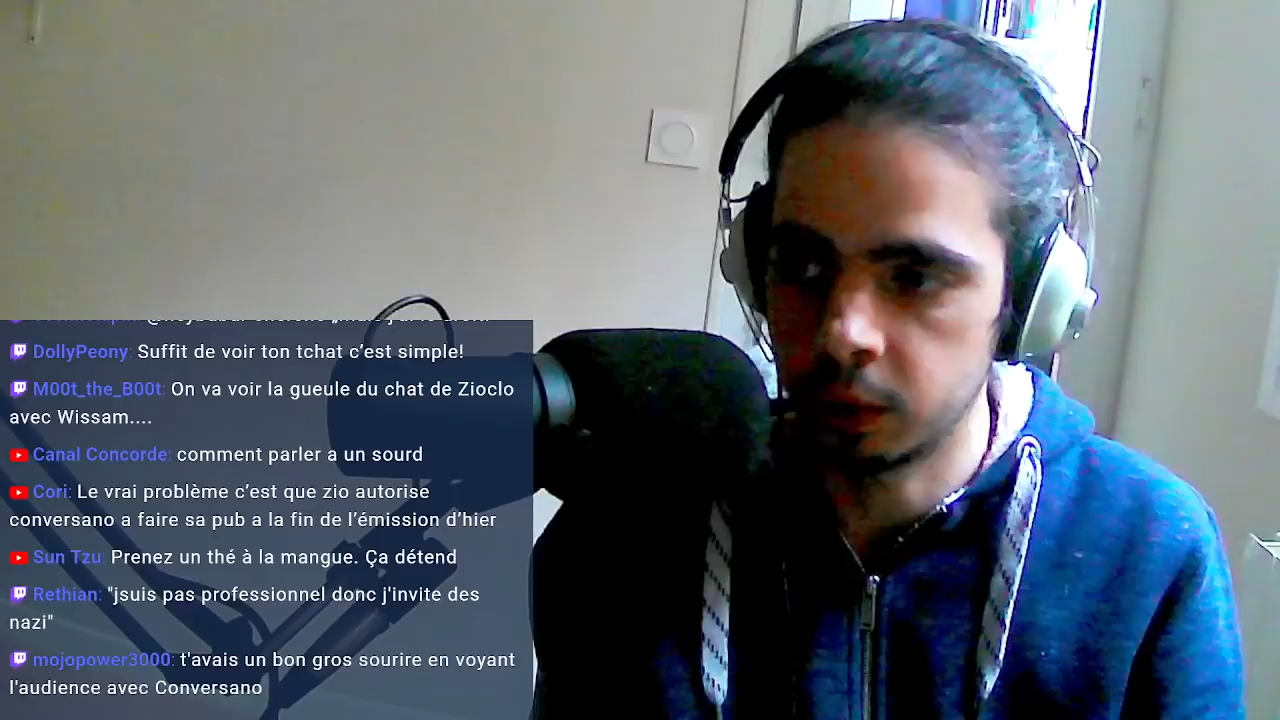 DollyPeony: Suffit de voir ton tchat c’est simple!
M00t_the_B00t: On va voir la gueule du chat de Zioclo
avec Wissam....
Canal Concorde: comment parler a un sourd
Cori: Le vrai problème c’est que zio autorise
conversano a faire sa pub a la fin de l’émission d’hier
Sun Tzu: Prenez un thé à la mangue. Ça détend
Rethian: "jsuis pas professionnel donc j'invite des
nazi"
mojopower3000: t'avais un bon gros sourire en voyant
l'audience avec Conversano